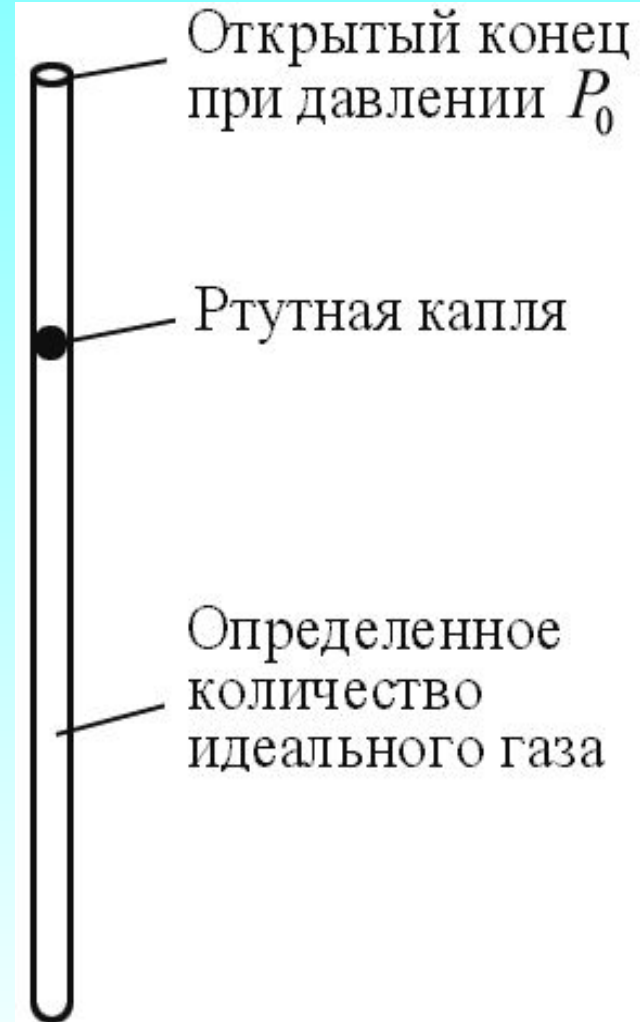 Открытый конец
при давлении P₀
Ртутная капля
Определенное
количество
идеального газа